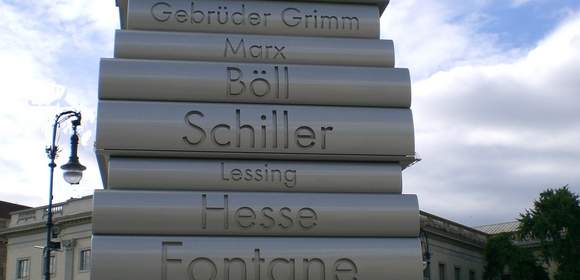 Gebrüder Grimm
Marx
Böll
Schiller
Lessing
Hesse
Fontane